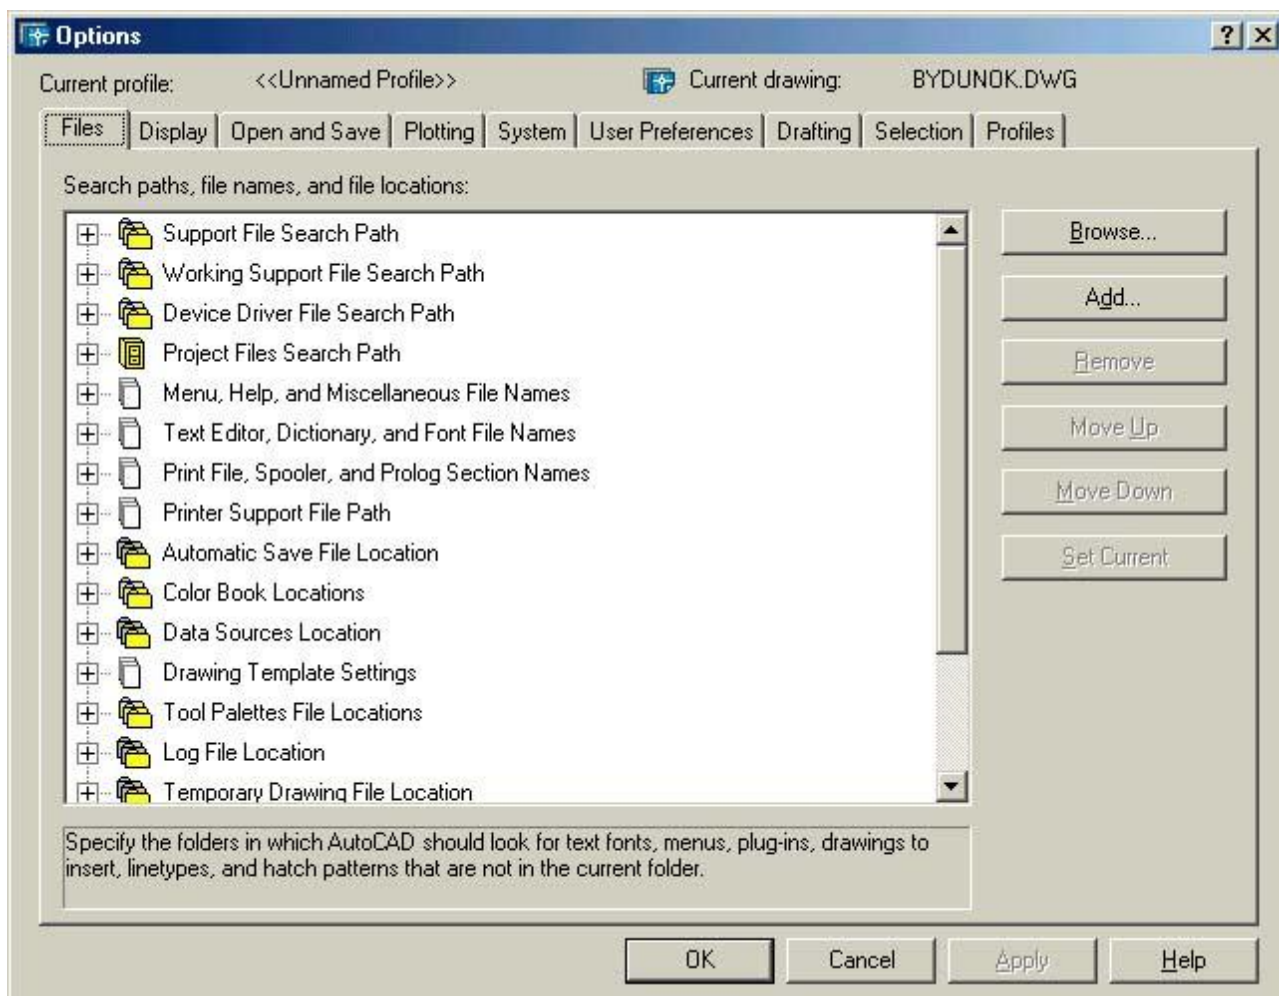 Options
Current profile: <<Unnamed Profile>> Current drawing: BYDUNOK.DWG
Files Display Open and Save Plotting System User Preferences Drafting Selection Profiles
Search paths, file names, and file locations:
Support File Search Path
Working Support File Search Path
Device Driver File Search Path
Project Files Search Path
Menu, Help, and Miscellaneous File Names
Text Editor, Dictionary, and Font File Names
Print File, Spooler, and Prolog Section Names
Printer Support File Path
Automatic Save File Location
Color Book Locations
Data Sources Location
Drawing Template Settings
Tool Palettes File Locations
Log File Location
Temporary Drawing File Location
Browse...
Add...
Remove
Move Up
Move Down
Set Current
Specify the folders in which AutoCAD should look for text fonts, menus, plug-ins, drawings to
insert, linetypes, and hatch patterns that are not in the current folder.
OK Cancel Apply Help